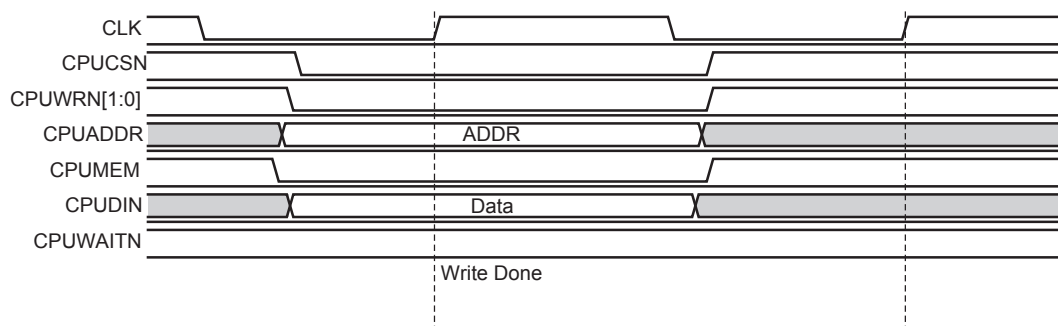 CLK
CPUCSN
CPUWRN[1:0]
CPUADDR ADDR
CPUMEM
CPUDIN Data
CPUWAITN
Write Done